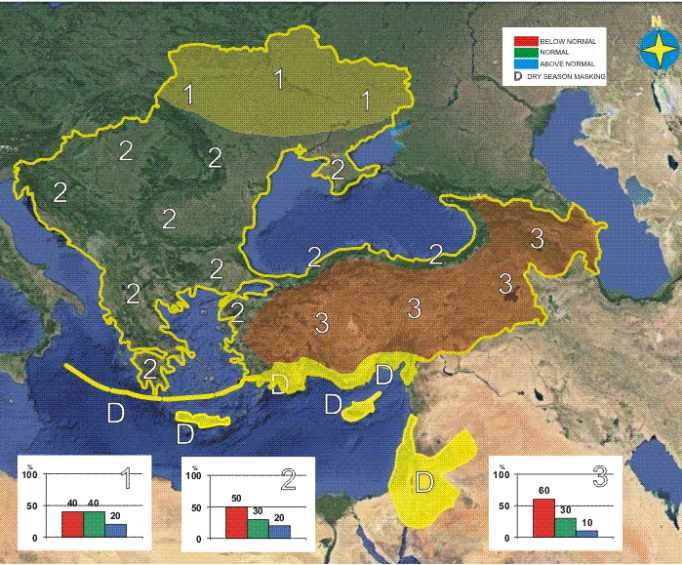 N
BELOW NORMAL
NORMAL
ABOVE NORMAL
D DRY SEASON MASKING
1 1 1
2 2 2
2 2
2 2 2
2 2
2
3
3 3 3
D D
D D
D
% 100 50 0
1
40 40 20
% 100 50 0
2
50 30 20
% 100 50 0
3
60 30 10